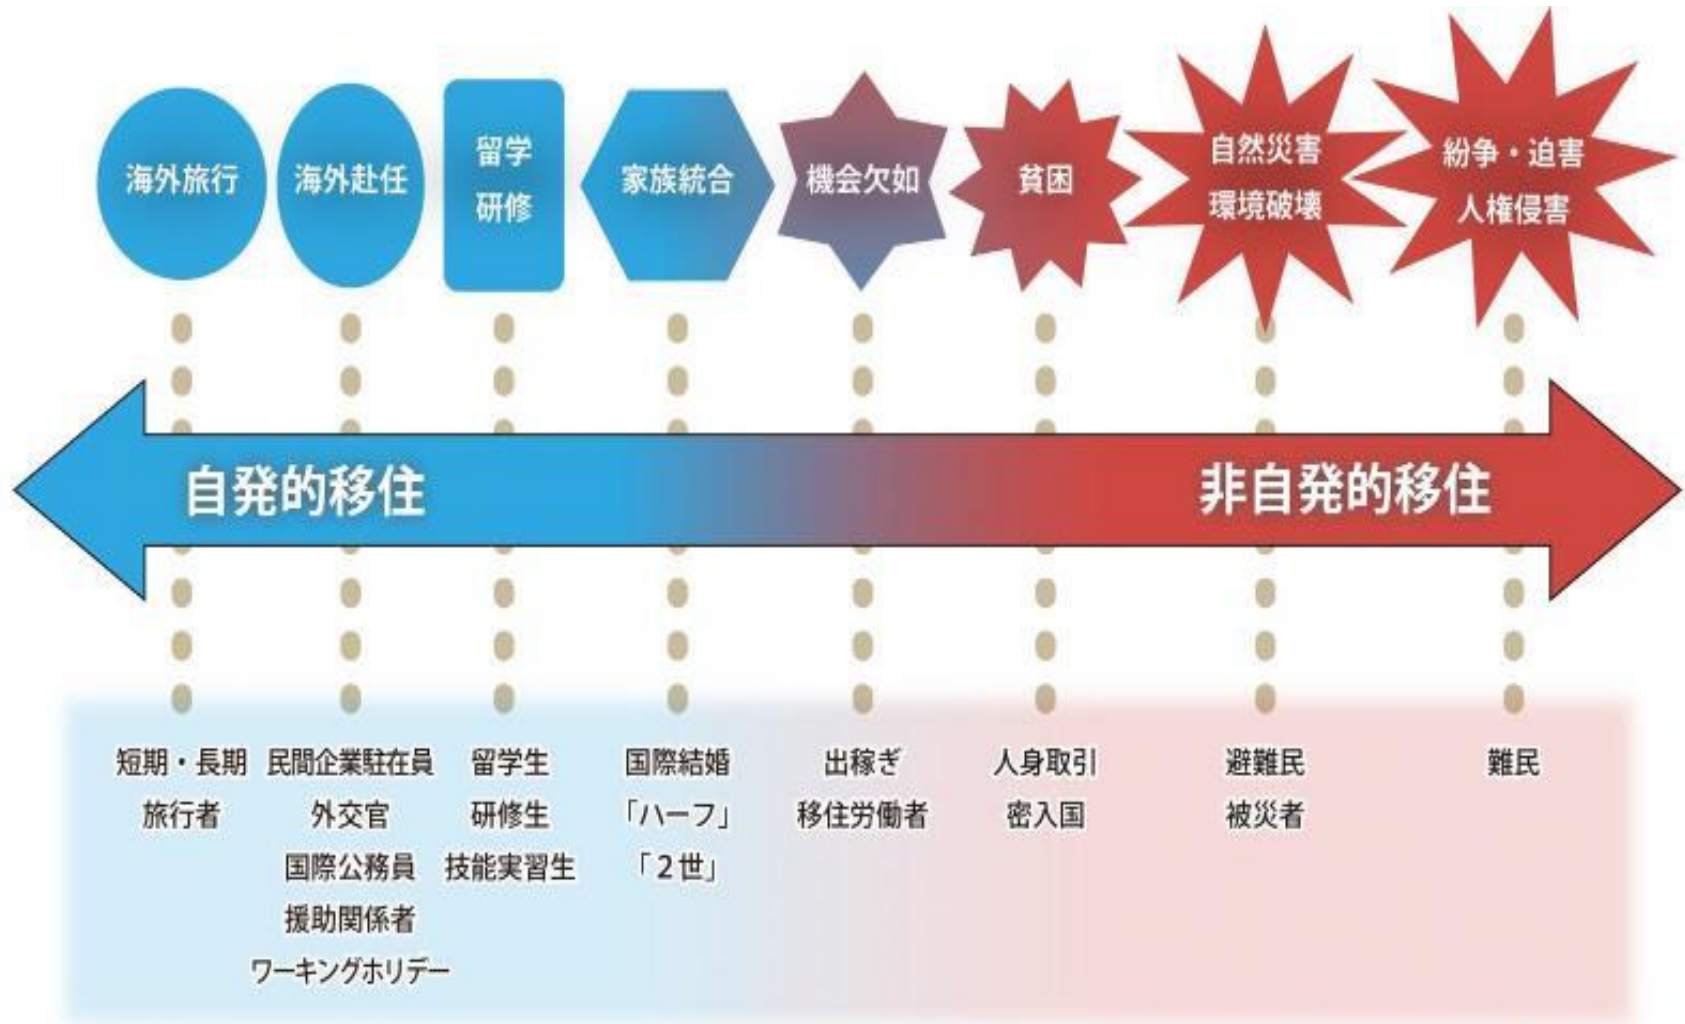 海外旅行
海外赴任
留学
研修
家族統合
機会欠如
貧困
自然災害
環境破壊
紛争・迫害
人権侵害
自発的移住
非自発的移住
短期・長期
旅行者
民間企業駐在員
外交官
国際公務員
援助関係者
ワーキングホリデー
留学生
研修生
技能実習生
国際結婚
「ハーフ」
「2世」
出稼ぎ
移住労働者
人身取引
密入国
避難民
被災者
難民